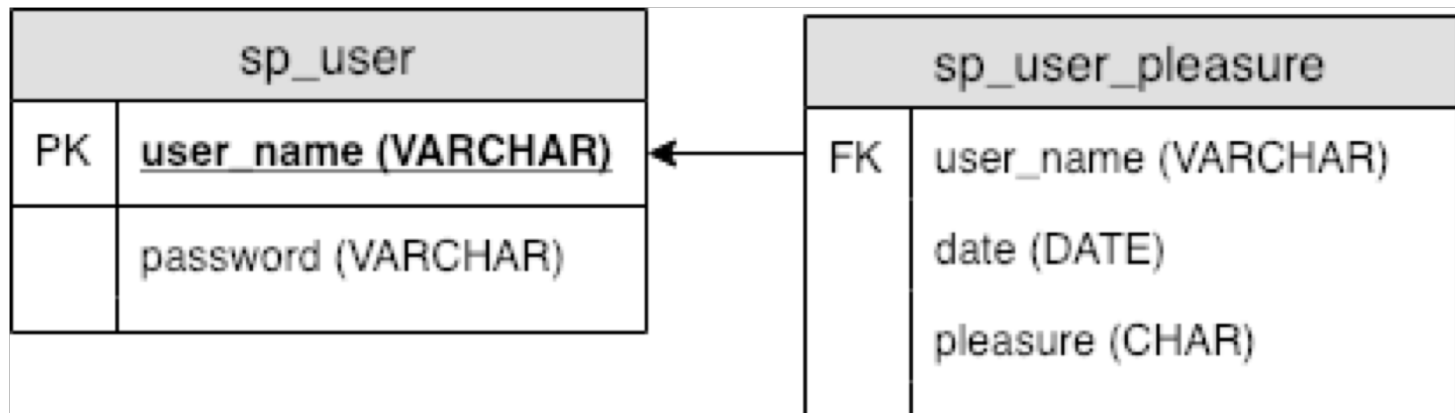 sp_user
PK user_name (VARCHAR)
password (VARCHAR)
sp_user_pleasure
FK user_name (VARCHAR)
date (DATE)
pleasure (CHAR)